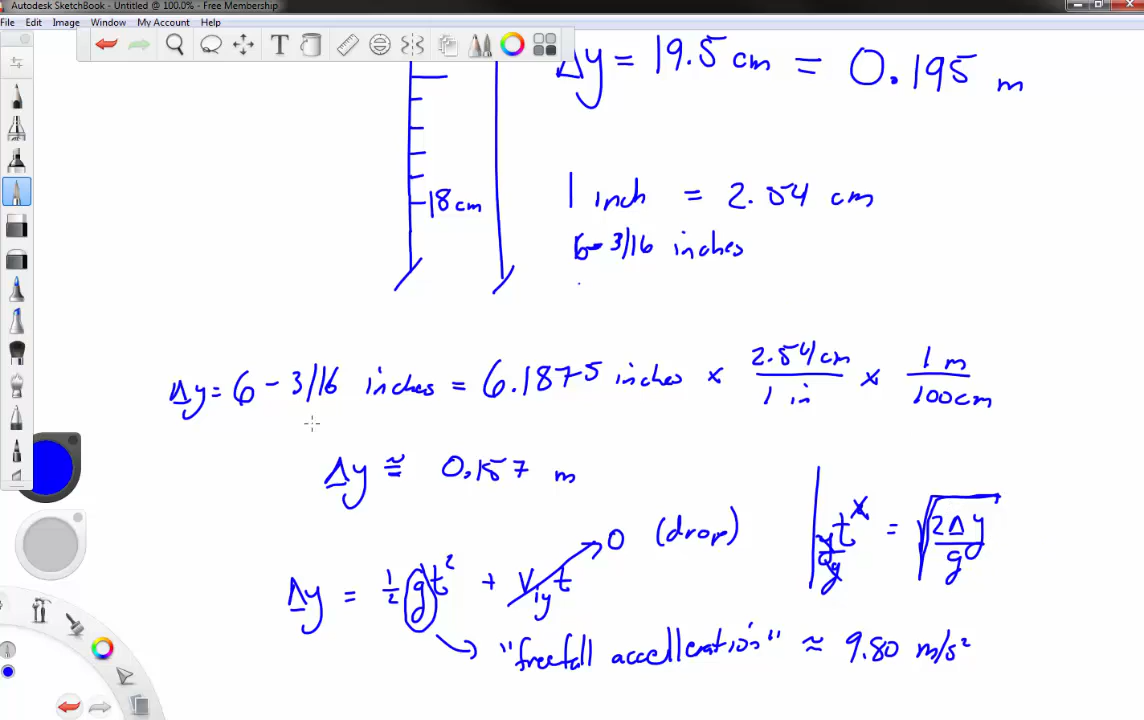 Autodesk SketchBook - Untitled @ 100.0% - Free Membership
File Edit Image Window My Account Help
Δy = 19.5 cm = 0.195 m
18 cm
1 inch = 2.54 cm
6- 3/16 inches
Δy = 6 - 3/16 inches = 6.1875 inches × 2.54 cm / 1 in × 1 m / 100 cm
Δy ≅ 0.157 m
t = √(2Δy / g)
Δy = 1/2 g t² + Viy t → 0 (drop)
→ "freefall accelleration" ≈ 9.80 m/s²